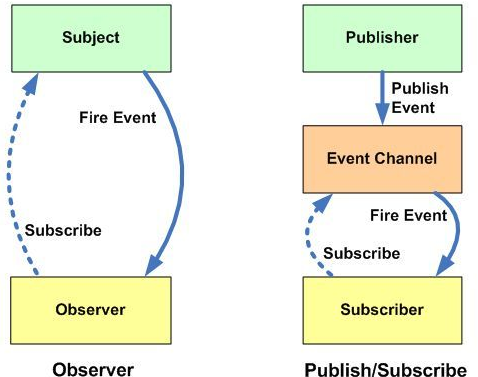 Subject
Fire Event
Subscribe
Observer
Observer
Publisher
Publish
Event
Event Channel
Fire Event
Subscribe
Subscriber
Publish/Subscribe